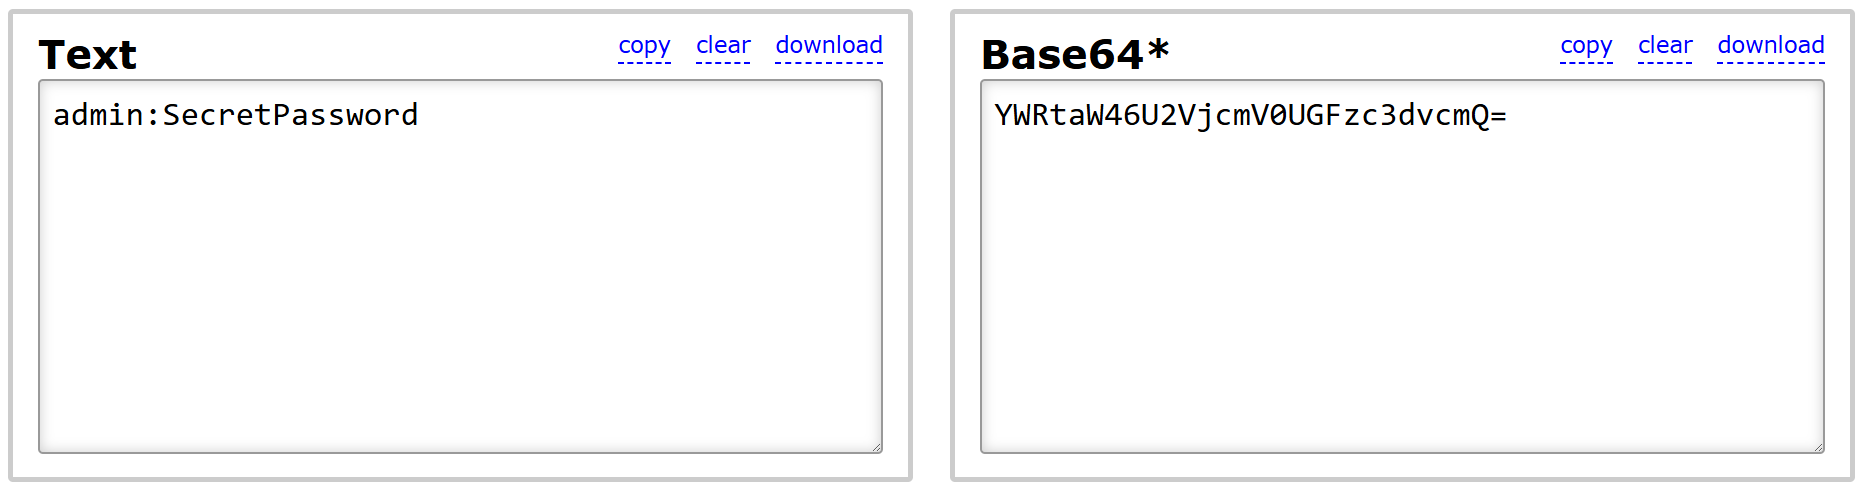 Text
copy clear download
admin:SecretPassword
Base64*
copy clear download
YWRtaW46U2VjcmV0UGFzc3dvcmQ=